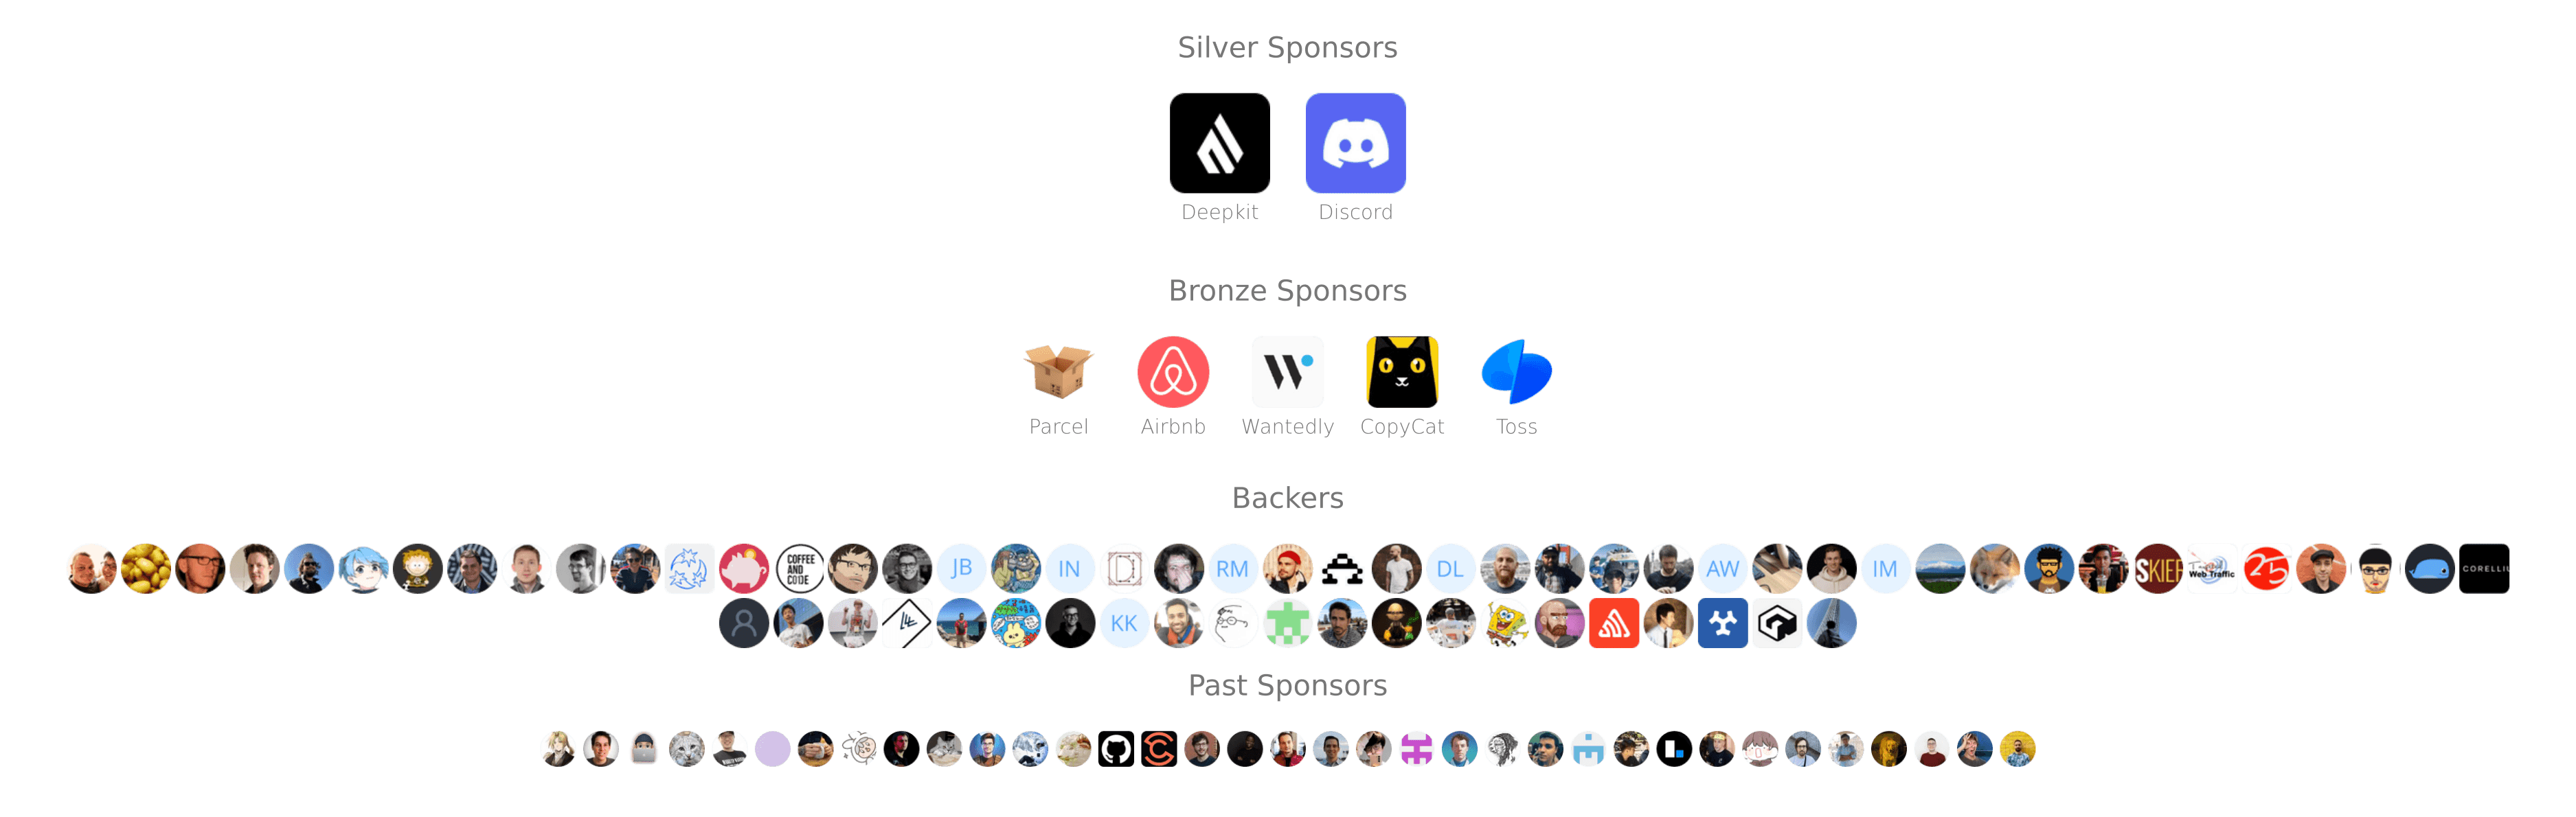 Silver Sponsors
Deepkit Discord
Bronze Sponsors
Parcel Airbnb Wantedly CopyCat Toss
Backers
COFFEE AND CODE JB IN RM DL AW IM SKIFF Web Traffic 25 CORELLI
KK
Past Sponsors